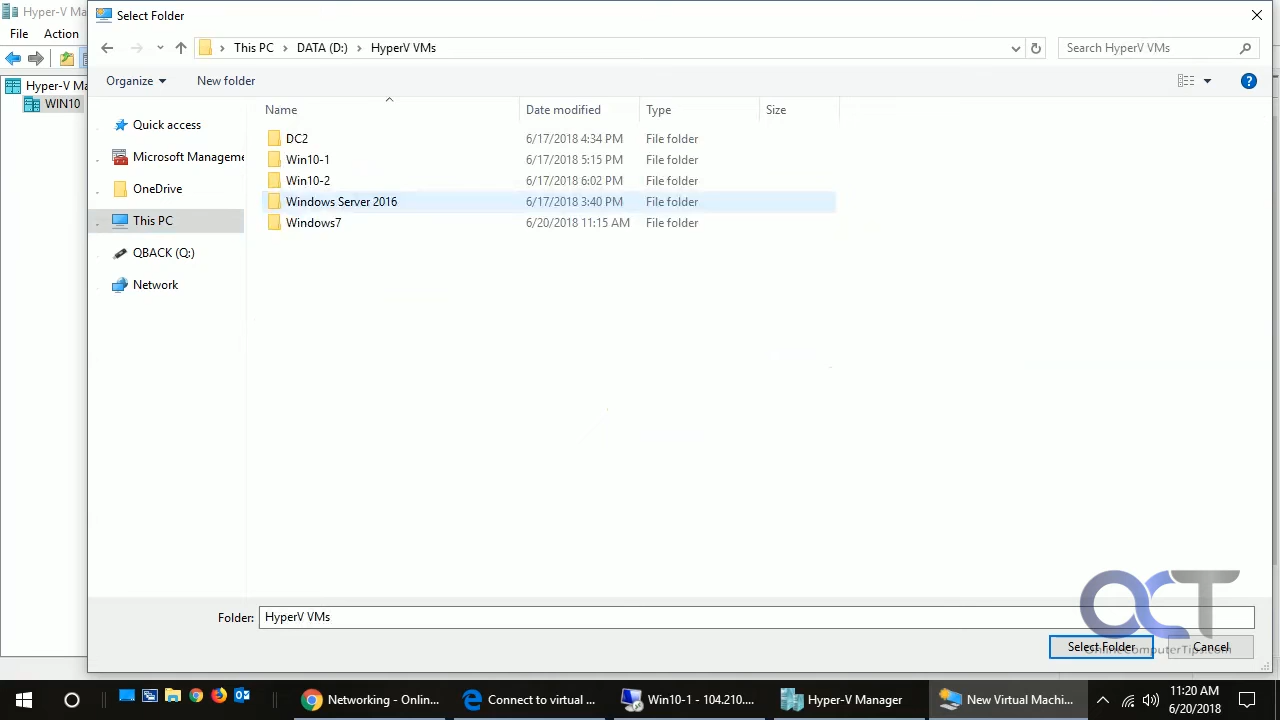 Hyper-V Ma
Select Folder
File
Action
This PC
DATA (D:)
HyperV VMs
Search HyperV VMs
Organize
New folder
Hyper-V Ma
WIN10
Name
Date modified
Type
Size
Quick access
Microsoft Manageme
OneDrive
This PC
QBACK (Q:)
Network
DC2 6/17/2018 4:34 PM File folder
Win10-1 6/17/2018 5:15 PM File folder
Win10-2 6/17/2018 6:02 PM File folder
Windows Server 2016 6/17/2018 3:40 PM File folder
Windows7 6/20/2018 11:15 AM File folder
Folder: HyperV VMs
OCT
OnlineComputerTips.com
Select Folder
Cancel
Networking - Onlin...
Connect to virtual ...
Win10-1 - 104.210....
Hyper-V Manager
New Virtual Machi...
11:20 AM
6/20/2018